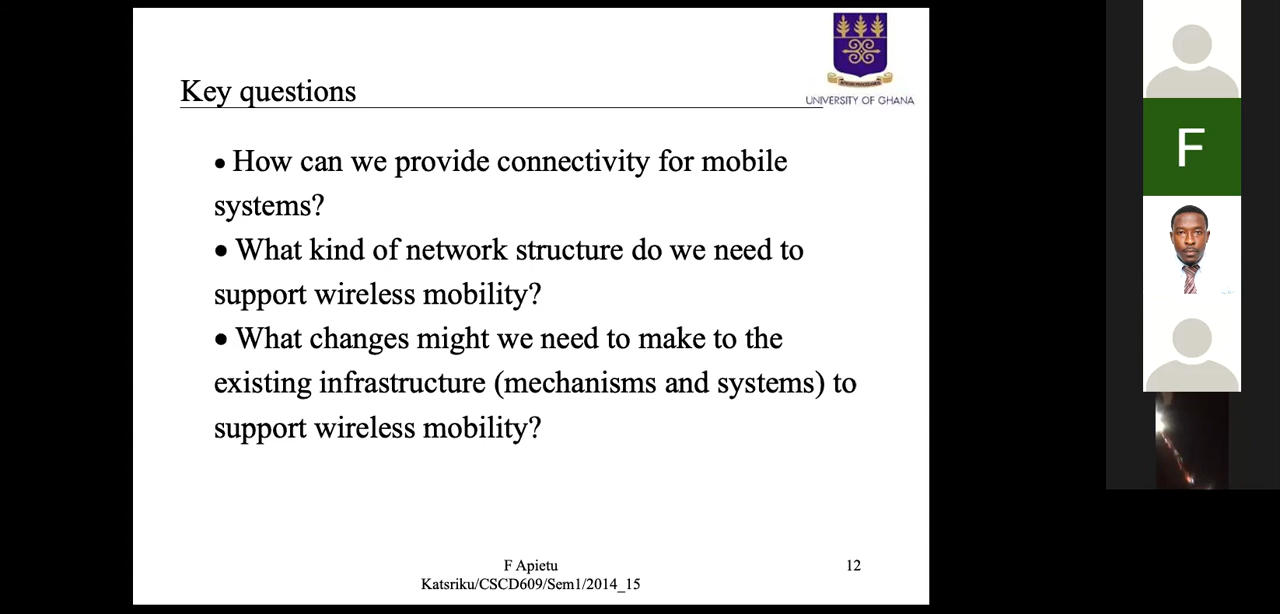 UNIVERSITY OF GHANA
Key questions
• How can we provide connectivity for mobile
systems?
• What kind of network structure do we need to
support wireless mobility?
• What changes might we need to make to the
existing infrastructure (mechanisms and systems) to
support wireless mobility?
F Apietu
Katsriku/CSCD609/Sem1/2014_15
12
F